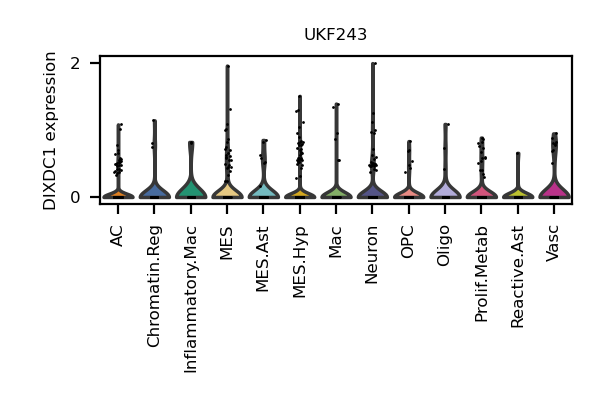 UKF243
DIXDC1 expression
2
0
AC
Chromatin.Reg
Inflammatory.Mac
MES
MES.Ast
MES.Hyp
Mac
Neuron
OPC
Oligo
Prolif.Metab
Reactive.Ast
Vasc